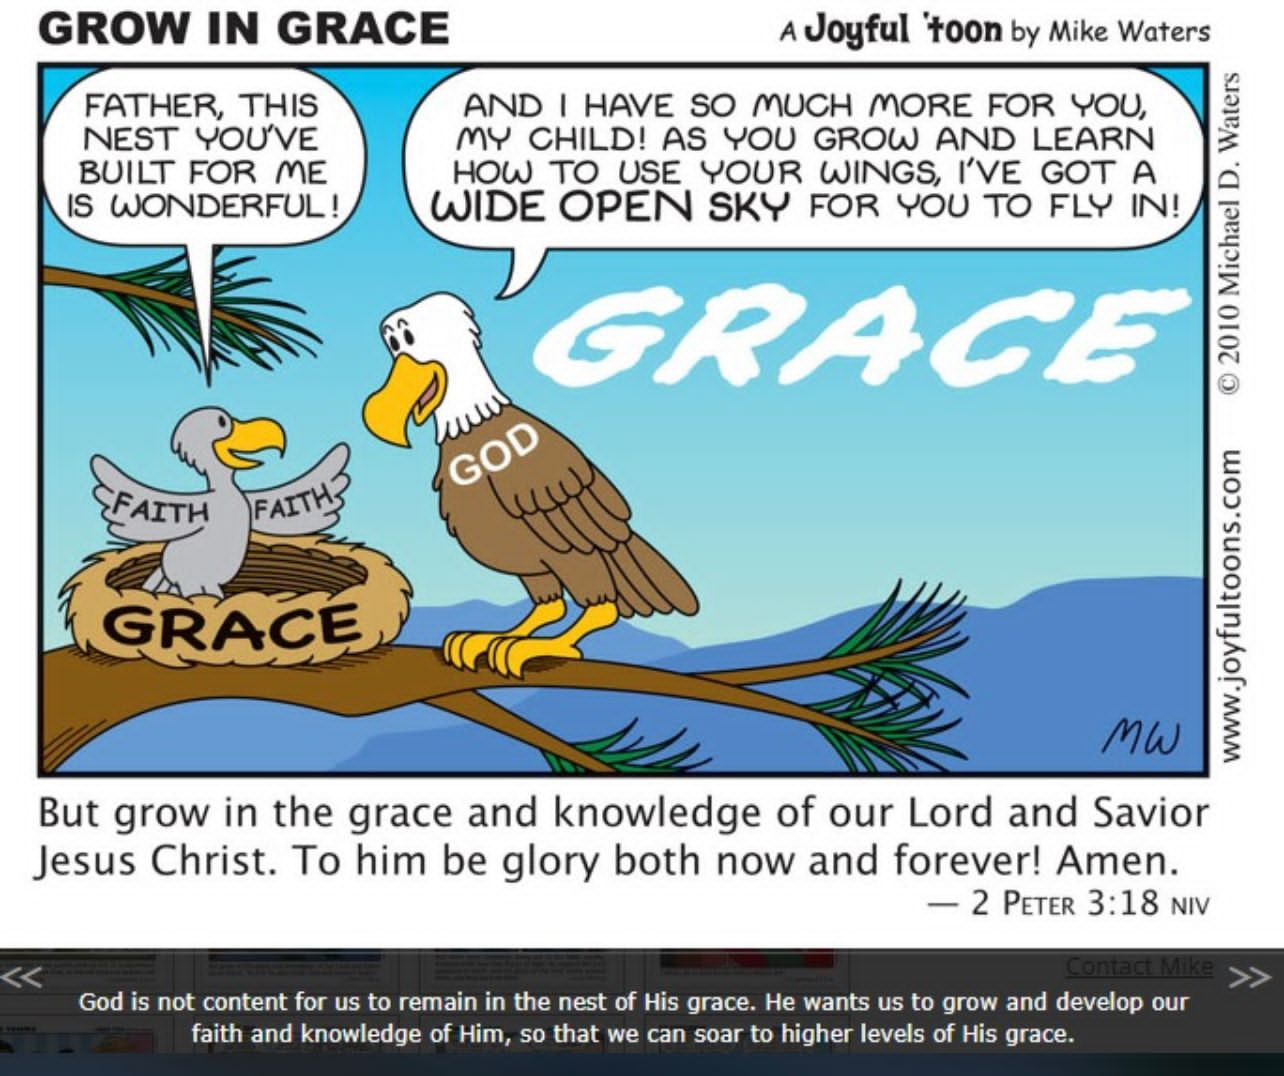 GROW IN GRACE
A Joyful 'toon by Mike Waters
FATHER, THIS
NEST YOU'VE
BUILT FOR ME
IS WONDERFUL!
AND I HAVE SO MUCH MORE FOR YOU,
MY CHILD! AS YOU GROW AND LEARN
HOW TO USE YOUR WINGS, I'VE GOT A
WIDE OPEN SKY FOR YOU TO FLY IN!
GRACE
GOD
FAITH
FAITH
GRACE
MW
© 2010 Michael D. Waters
www.joyfultoons.com
But grow in the grace and knowledge of our Lord and Savior
Jesus Christ. To him be glory both now and forever! Amen.
— 2 PETER 3:18 NIV
Contact Mike
<< >>
God is not content for us to remain in the nest of His grace. He wants us to grow and develop our
faith and knowledge of Him, so that we can soar to higher levels of His grace.